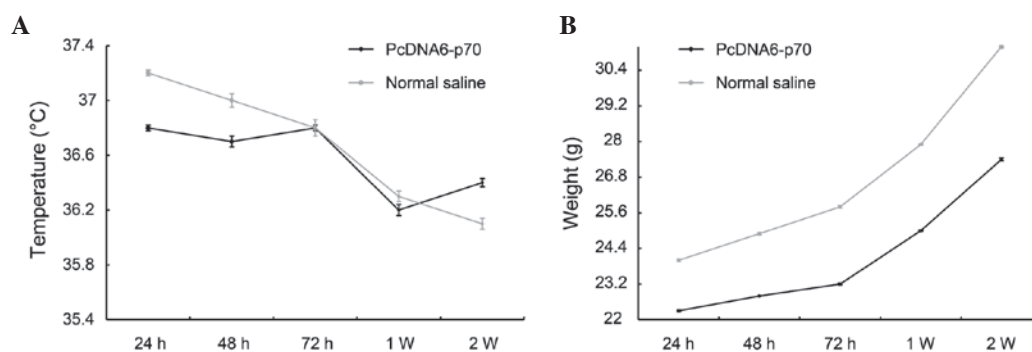 A
Temperature (°C)
37.4
37
36.6
36.2
35.8
35.4
PcDNA6-p70
Normal saline
24 h 48 h 72 h 1 W 2 W
B
Weight (g)
30.4
29.2
28
26.8
25.6
24.4
23.2
22
PcDNA6-p70
Normal saline
24 h 48 h 72 h 1 W 2 W